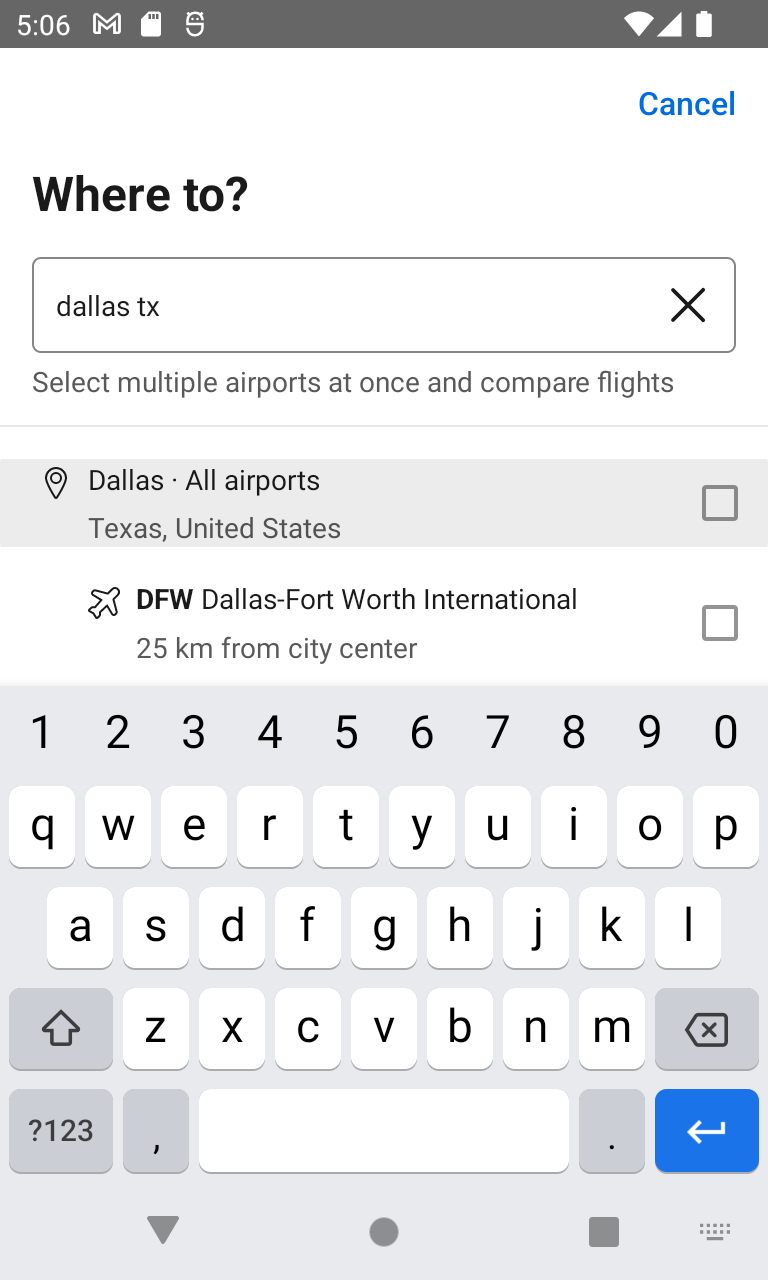 5:06
Cancel
Where to?
dallas tx
Select multiple airports at once and compare flights
Dallas · All airports
Texas, United States
DFW Dallas-Fort Worth International
25 km from city center
1 2 3 4 5 6 7 8 9 0
q w e r t y u i o p
a s d f g h j k l
z x c v b n m
?123 , .